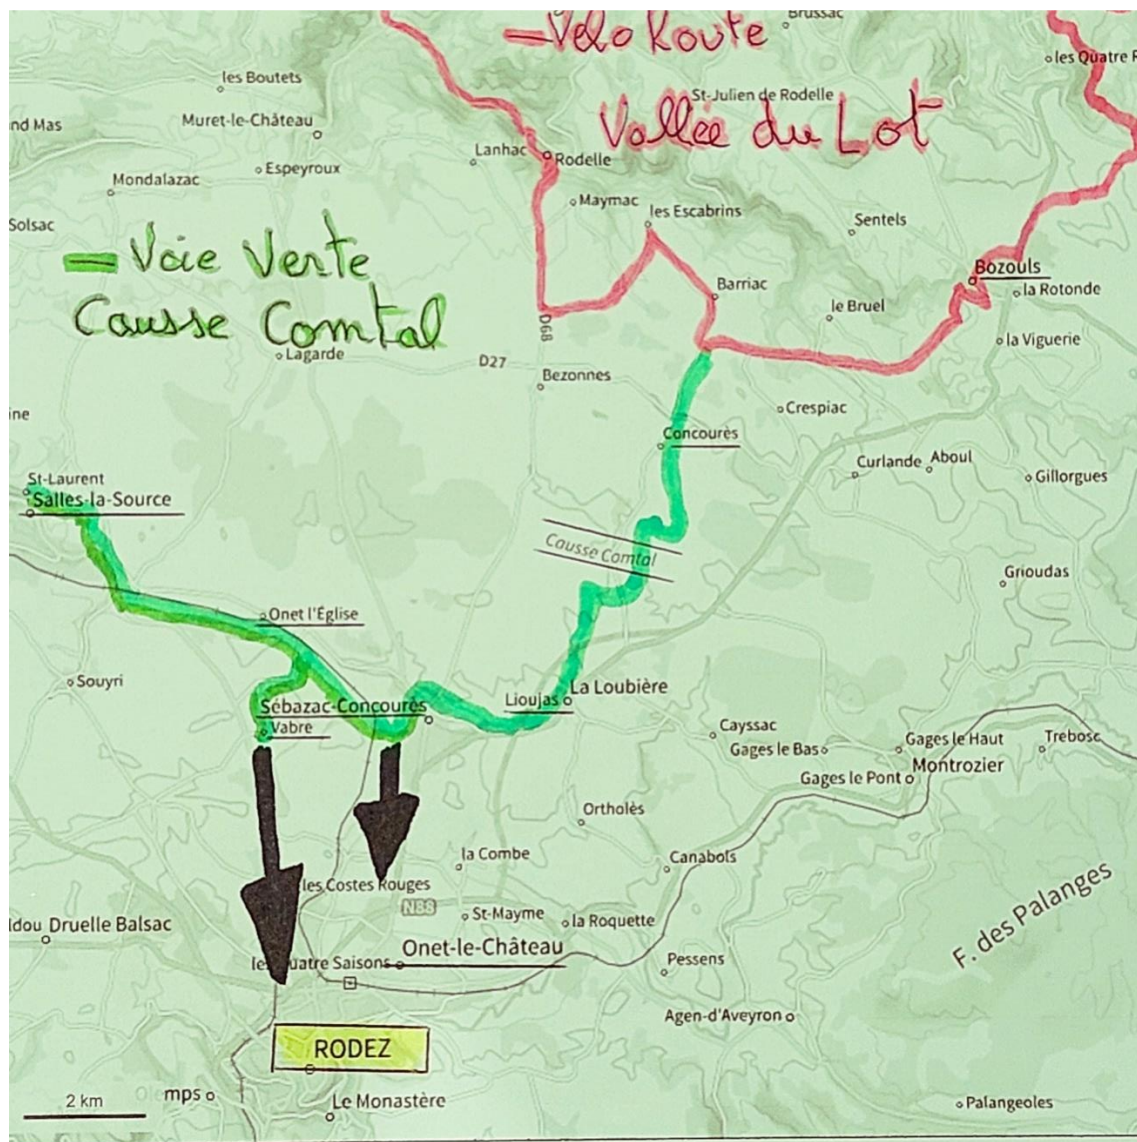 Brussac
Vélo Route
les Quatre R
les Boutets
St-Julien de Rodelle
Vallée du Lot
nd Mas
Muret-le-Château
Lanhac
Rodelle
Espeyroux
Mondalazac
Maymac
les Escabrins
Solsac
Sentels
Voie Verte
Causse Comtal
Bozouls
la Rotonde
Barriac
le Bruel
D68
la Viguerie
Lagarde
D27
Bezonnes
ine
Crespiac
Concourès
Curlande
Aboul
Gillorgues
St-Laurent
Salles-la-Source
Causse Comtal
Grioudas
Onet l'Église
Souyri
La Loubière
Lioujas
Sébazac-Concourès
Vabre
Cayssac
Gages le Bas
Gages le Haut
Trebosc
Montrozier
Gages le Pont
Ortholès
la Combe
Canabols
les Costes Rouges
N88
St-Mayme
la Roquette
F. des Palanges
ldou Druelle Balsac
Onet-le-Château
les Quatre Saisons
Pessens
Agen-d'Aveyron
RODEZ
2 km
mps
Le Monastère
Palangeoles